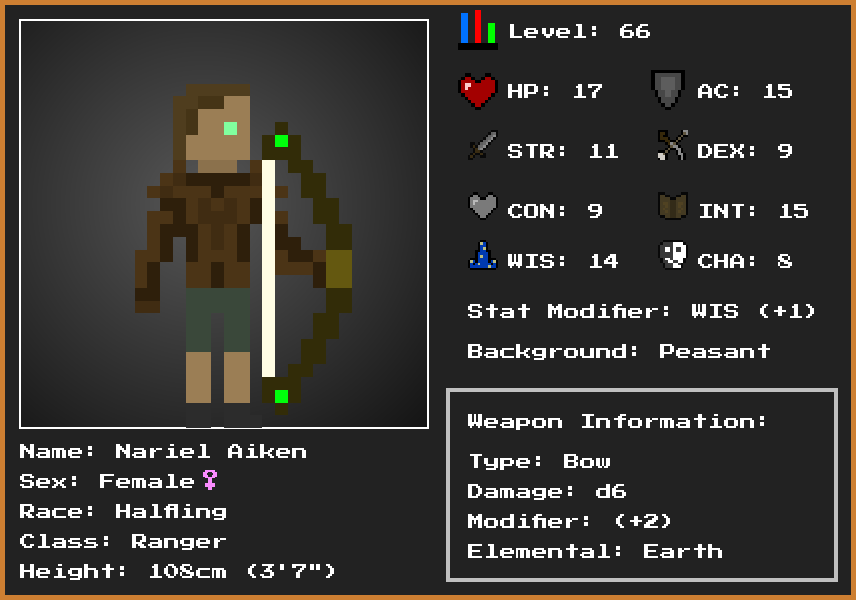 Level: 66
HP: 17
AC: 15
STR: 11
DEX: 9
CON: 9
INT: 15
WIS: 14
CHA: 8
Stat Modifier: WIS (+1)
Background: Peasant
Weapon Information:
Type: Bow
Damage: d6
Modifier: (+2)
Elemental: Earth
Name: Nariel Aiken
Sex: Female♀
Race: Halfling
Class: Ranger
Height: 108cm (3'7")